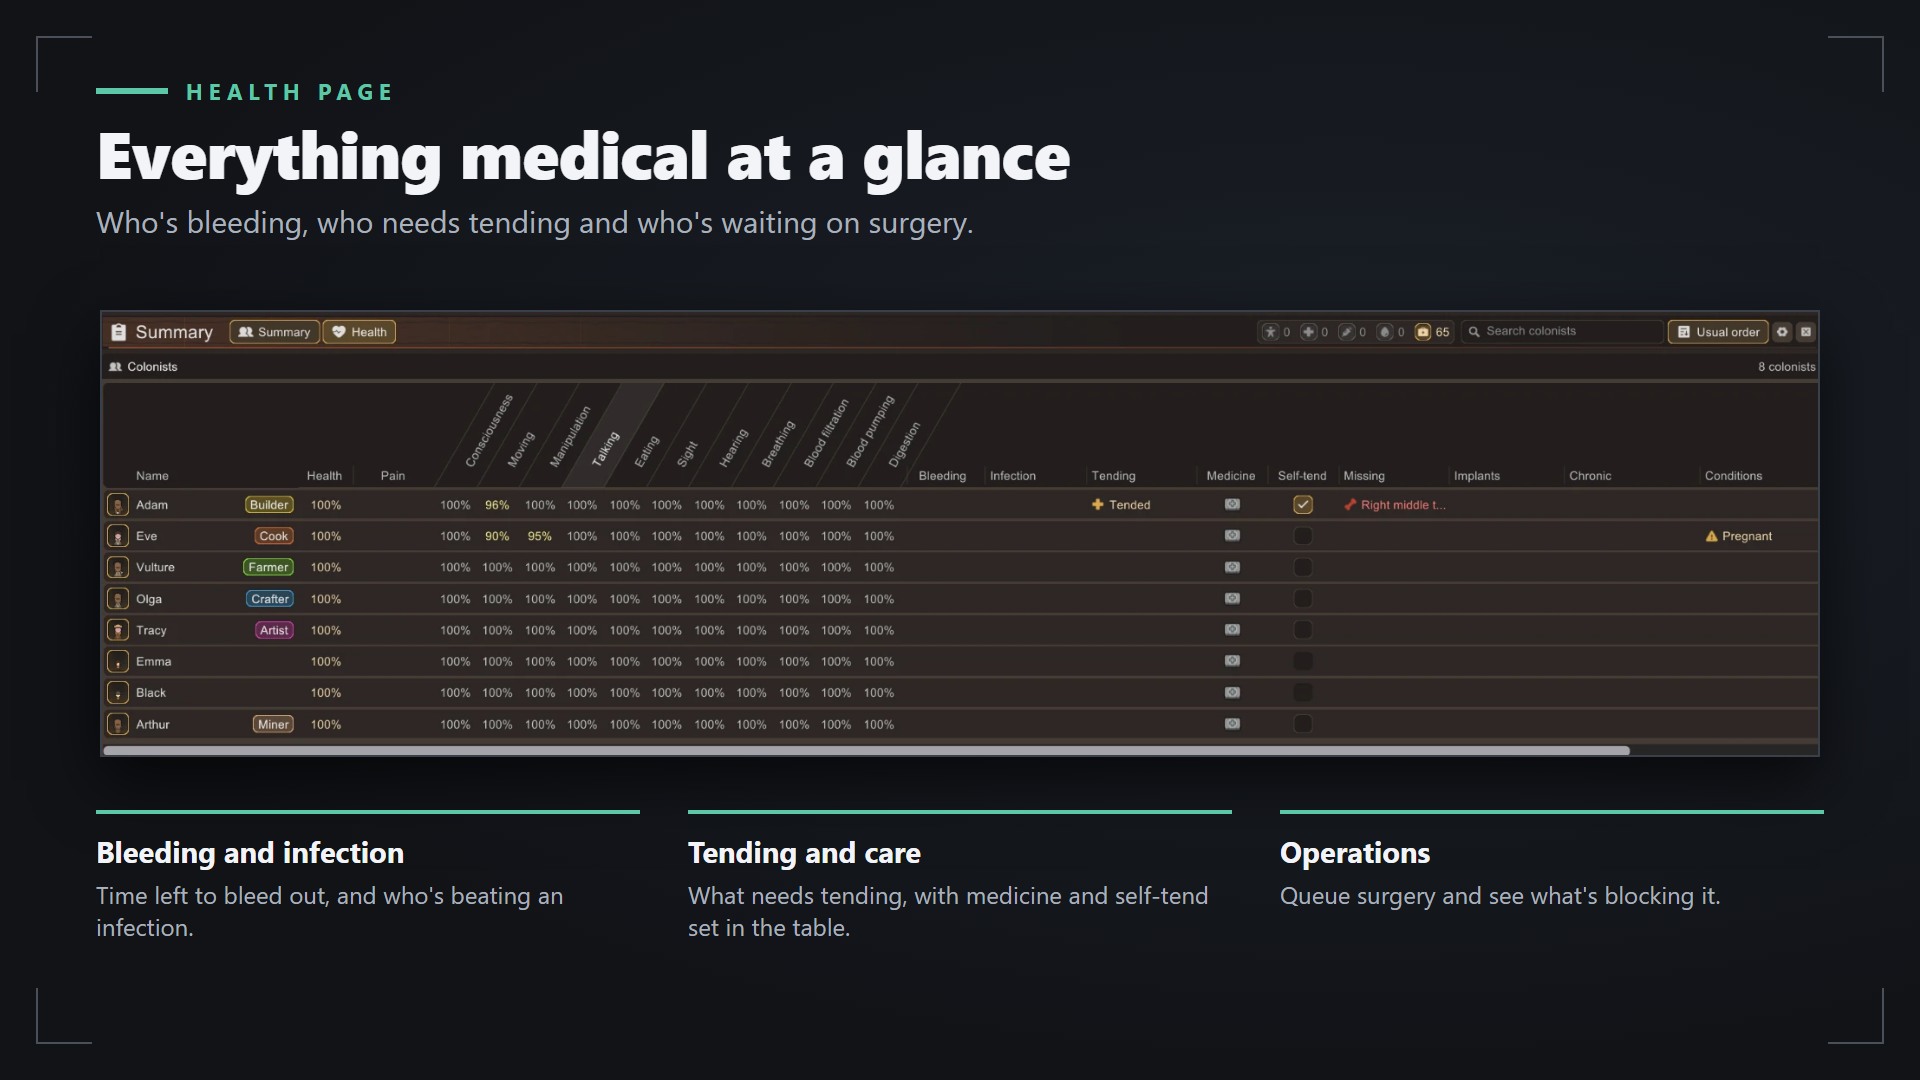 HEALTH PAGE
Everything medical at a glance
Who's bleeding, who needs tending and who's waiting on surgery.
Summary Summary Health 0 0 0 0 65 Search colonists Usual order
Colonists 8 colonists
Name Health Pain Consciousness Moving Manipulation Talking Eating Sight Hearing Breathing Blood filtration Blood pumping Digestion Bleeding Infection Tending Medicine Self-tend Missing Implants Chronic Conditions
Adam Builder 100% 100% 96% 100% 100% 100% 100% 100% 100% 100% 100% 100% Tended Right middle t...
Eve Cook 100% 100% 90% 95% 100% 100% 100% 100% 100% 100% 100% 100% Pregnant
Vulture Farmer 100% 100% 100% 100% 100% 100% 100% 100% 100% 100% 100% 100%
Olga Crafter 100% 100% 100% 100% 100% 100% 100% 100% 100% 100% 100% 100%
Tracy Artist 100% 100% 100% 100% 100% 100% 100% 100% 100% 100% 100% 100%
Emma 100% 100% 100% 100% 100% 100% 100% 100% 100% 100% 100% 100%
Black 100% 100% 100% 100% 100% 100% 100% 100% 100% 100% 100% 100%
Arthur Miner 100% 100% 100% 100% 100% 100% 100% 100% 100% 100% 100% 100%
Bleeding and infection
Time left to bleed out, and who's beating an
infection.
Tending and care
What needs tending, with medicine and self-tend
set in the table.
Operations
Queue surgery and see what's blocking it.